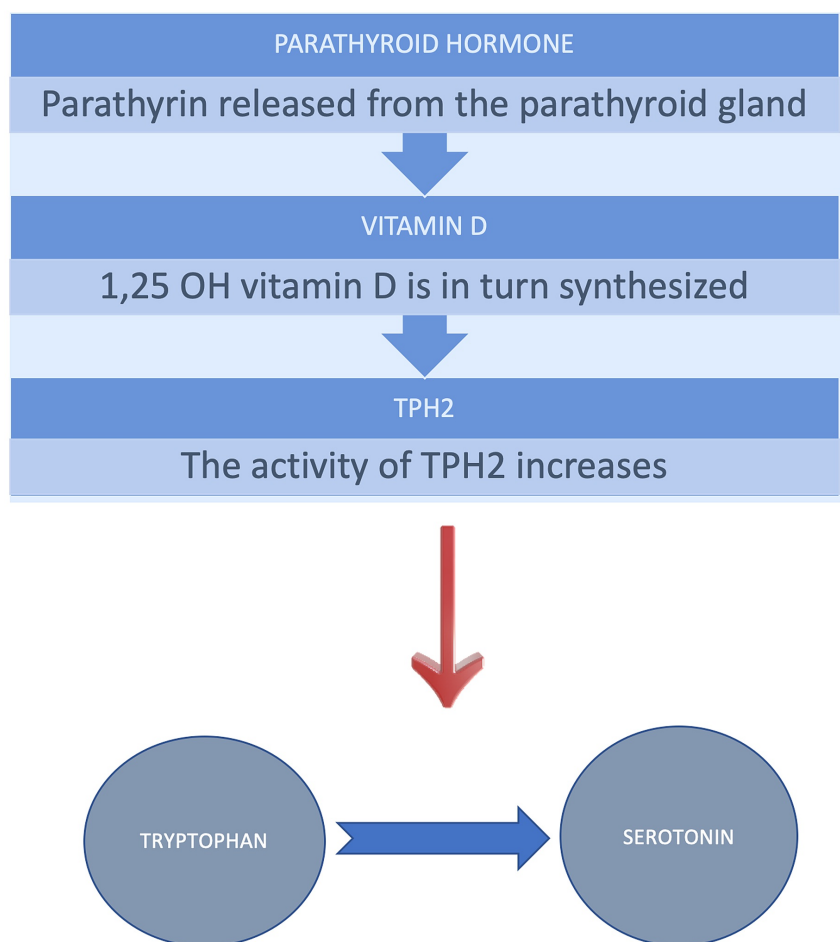 PARATHYROID HORMONE
Parathyrin released from the parathyroid gland
VITAMIN D
1,25 OH vitamin D is in turn synthesized
TPH2
The activity of TPH2 increases
TRYPTOPHAN
SEROTONIN